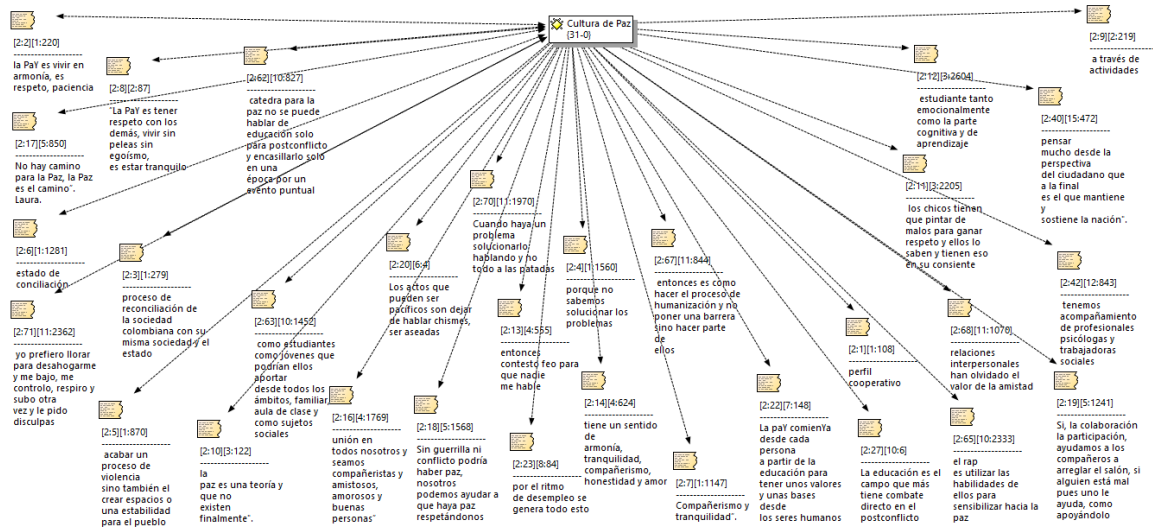 Cultura de Paz
{31-0}
[2:2][1:220]
--------------------
la PaY es vivir en
armonía, es
respeto, paciencia
[2:8][2:87]
--------------------
"La PaY es tener
respeto con los
demás, vivir sin
peleas sin
egoísmo,
es estar tranquilo
[2:62][10:827]
--------------------
catedra para la
paz no se puede
hablar de
educación solo
para postconflicto
y encasillarlo solo
en una
época por un
evento puntual
[2:9][2:219]
--------------------
a través de
actividades
[2:12][3:2604]
--------------------
estudiante tanto
emocionalmente
como la parte
cognitiva y de
aprendizaje
[2:40][15:472]
--------------------
pensar
mucho desde la
perspectiva
del ciudadano que
a la final
es el que mantiene
y
sostiene la nación".
[2:17][5:850]
--------------------
No hay camino
para la Paz, la Paz
es el camino".
Laura.
[2:70][11:1970]
--------------------
Cuando haya un
problema
solucionarlo
hablando y no
todo a las patadas
[2:11][3:2205]
--------------------
los chicos tienen
que pintar de
malos para ganar
respeto y ellos lo
saben y tienen eso
en su consiente
[2:6][1:1281]
--------------------
estado de
conciliación
[2:3][1:279]
--------------------
proceso de
reconciliación de
la sociedad
colombiana con su
misma sociedad y el
estado
[2:20][6:4]
--------------------
Los actos que
pueden ser
pacíficos son dejar
de hablar chismes,
ser aseadas
[2:4][1:1560]
--------------------
porque no
sabemos
solucionar los
problemas
[2:67][11:844]
--------------------
entonces es como
hacer el proceso de
humanización y no
poner una barrera
sino hacer parte
de
ellos
[2:42][12:843]
--------------------
tenemos
acompañamiento
de profesionales
psicólogas y
trabajadoras
sociales
[2:71][11:2362]
--------------------
yo prefiero llorar
para desahogarme
y me bajo, me
controlo, respiro y
subo otra
vez y le pido
disculpas
[2:63][10:1452]
--------------------
como estudiantes
como jóvenes que
podrían ellos
aportar
desde todos los
ámbitos, familiar,
aula de clase y
como sujetos
sociales
[2:13][4:555]
--------------------
entonces
contesto feo para
que nadie
me hable
[2:1][1:108]
--------------------
perfil
cooperativo
[2:68][11:1070]
--------------------
relaciones
interpersonales
han olvidado el
valor de la amistad
[2:5][1:870]
--------------------
acabar un
proceso de
violencia
sino también el
crear espacios o
una estabilidad
para el pueblo
[2:10][3:122]
--------------------
la
paz es una teoría y
que no
existen
finalmente".
[2:16][4:1769]
--------------------
unión en
todos nosotros y
seamos
compañeristas y
amistosos,
amorosos y
buenas
personas"
[2:18][5:1568]
--------------------
Sin guerrilla ni
conflicto podría
haber paz,
nosotros
podemos ayudar a
que haya paz
respetándonos
[2:23][8:84]
--------------------
por el ritmo
de desempleo se
genera todo esto
[2:14][4:624]
--------------------
tiene un sentido
de
armonía,
tranquilidad,
compañerismo,
honestidad y amor
[2:7][1:1147]
--------------------
Compañerismo y
tranquilidad".
[2:22][7:148]
--------------------
La paY comienYa
desde cada
persona
a partir de la
educación para
tener unos valores
y unas bases
desde
los seres humanos
[2:27][10:6]
--------------------
La educación es el
campo que más
tiene combate
directo en el
postconflicto
[2:65][10:2333]
--------------------
el rap
es utilizar las
habilidades de
ellos para
sensibilizar hacia la
paz
[2:19][5:1241]
--------------------
Si, la colaboración
la participación,
ayudamos a los
compañeros a
arreglar el salón, si
alguien está mal
pues uno le
ayuda, como
apoyándolo